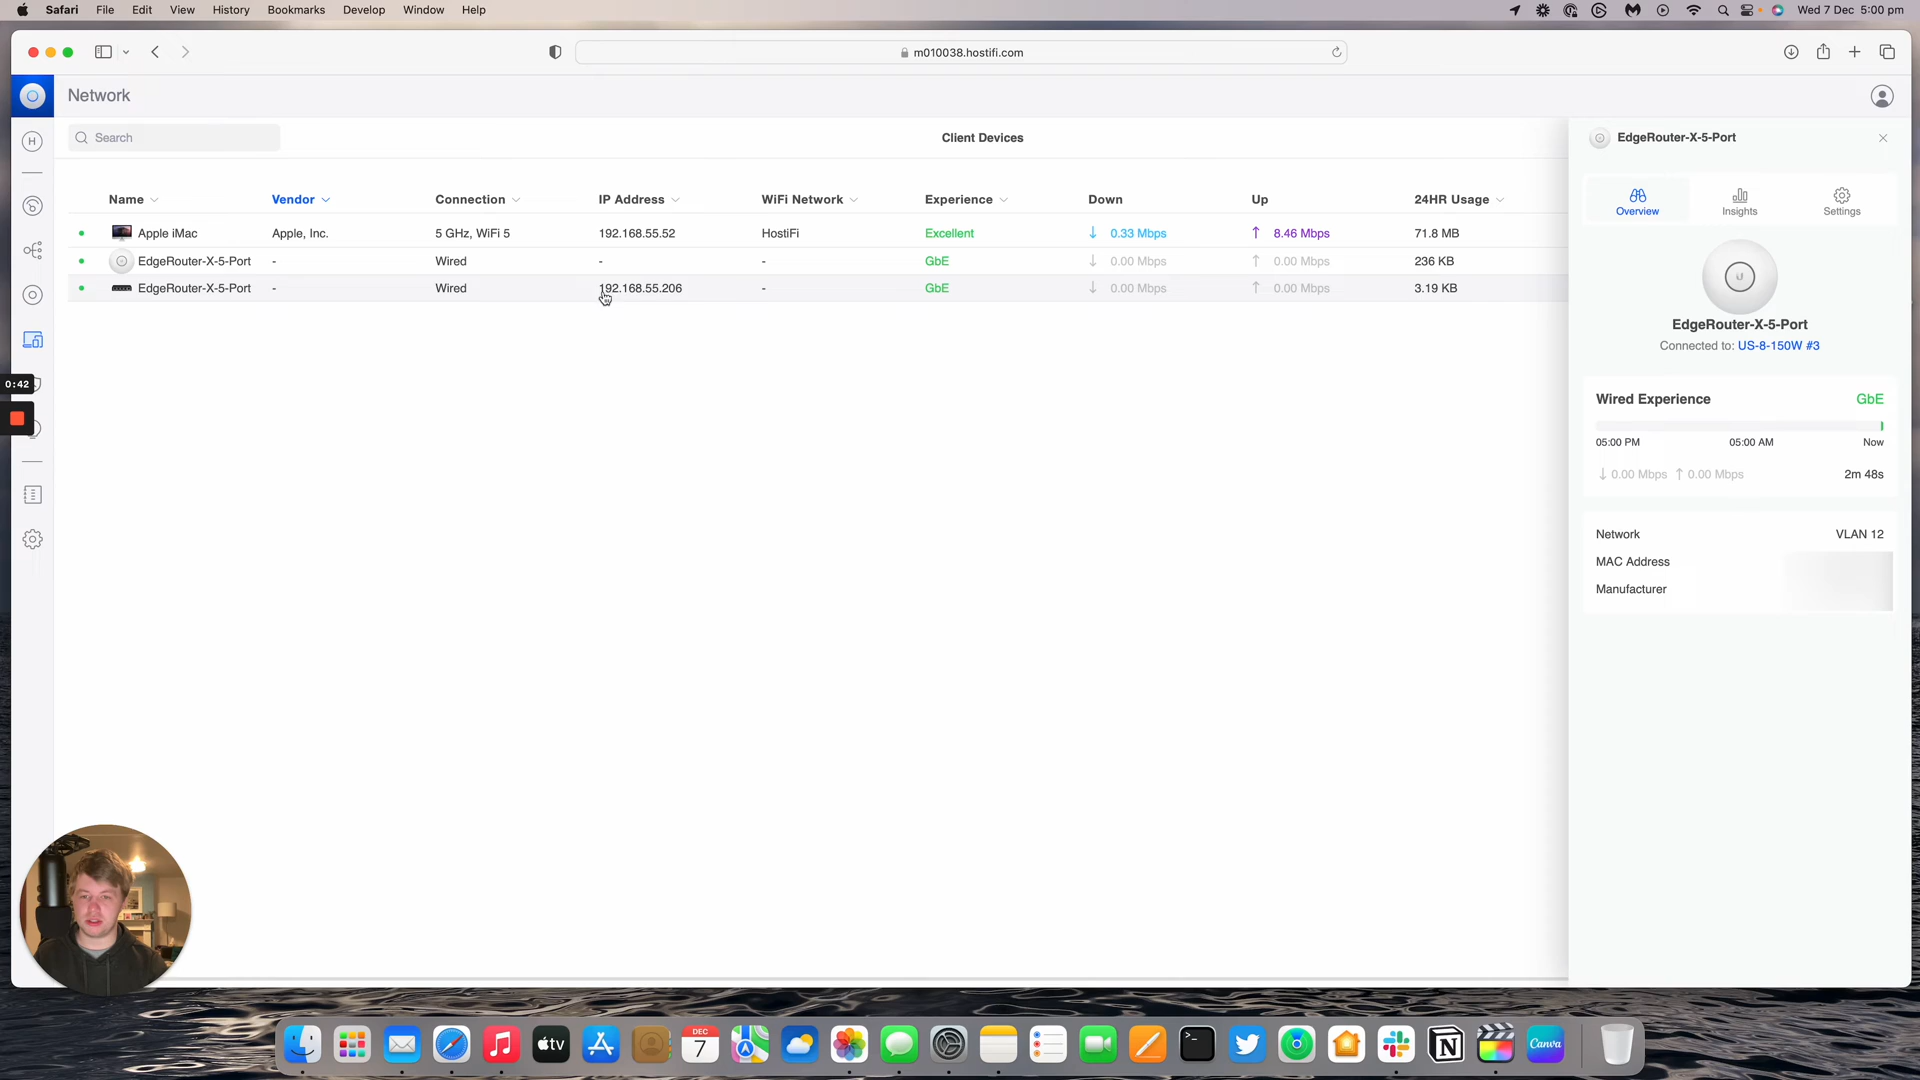 Safari File Edit View History Bookmarks Develop Window Help Wed 7 Dec 5:00 pm
m010038.hostifi.com
Network
H
Search
Client Devices
Name Vendor Connection IP Address WiFi Network Experience Down Up 24HR Usage
Apple iMac Apple, Inc. 5 GHz, WiFi 5 192.168.55.52 HostiFi Excellent ↓ 0.33 Mbps ↑ 8.46 Mbps 71.8 MB
EdgeRouter-X-5-Port - Wired - - GbE ↓ 0.00 Mbps ↑ 0.00 Mbps 236 KB
EdgeRouter-X-5-Port - Wired 192.168.55.206 - GbE ↓ 0.00 Mbps ↑ 0.00 Mbps 3.19 KB
0:42
EdgeRouter-X-5-Port
Overview Insights Settings
EdgeRouter-X-5-Port
Connected to: US-8-150W #3
Wired Experience GbE
05:00 PM 05:00 AM Now
↓ 0.00 Mbps ↑ 0.00 Mbps 2m 48s
Network VLAN 12
MAC Address
Manufacturer
tv
DEC
7
Canva